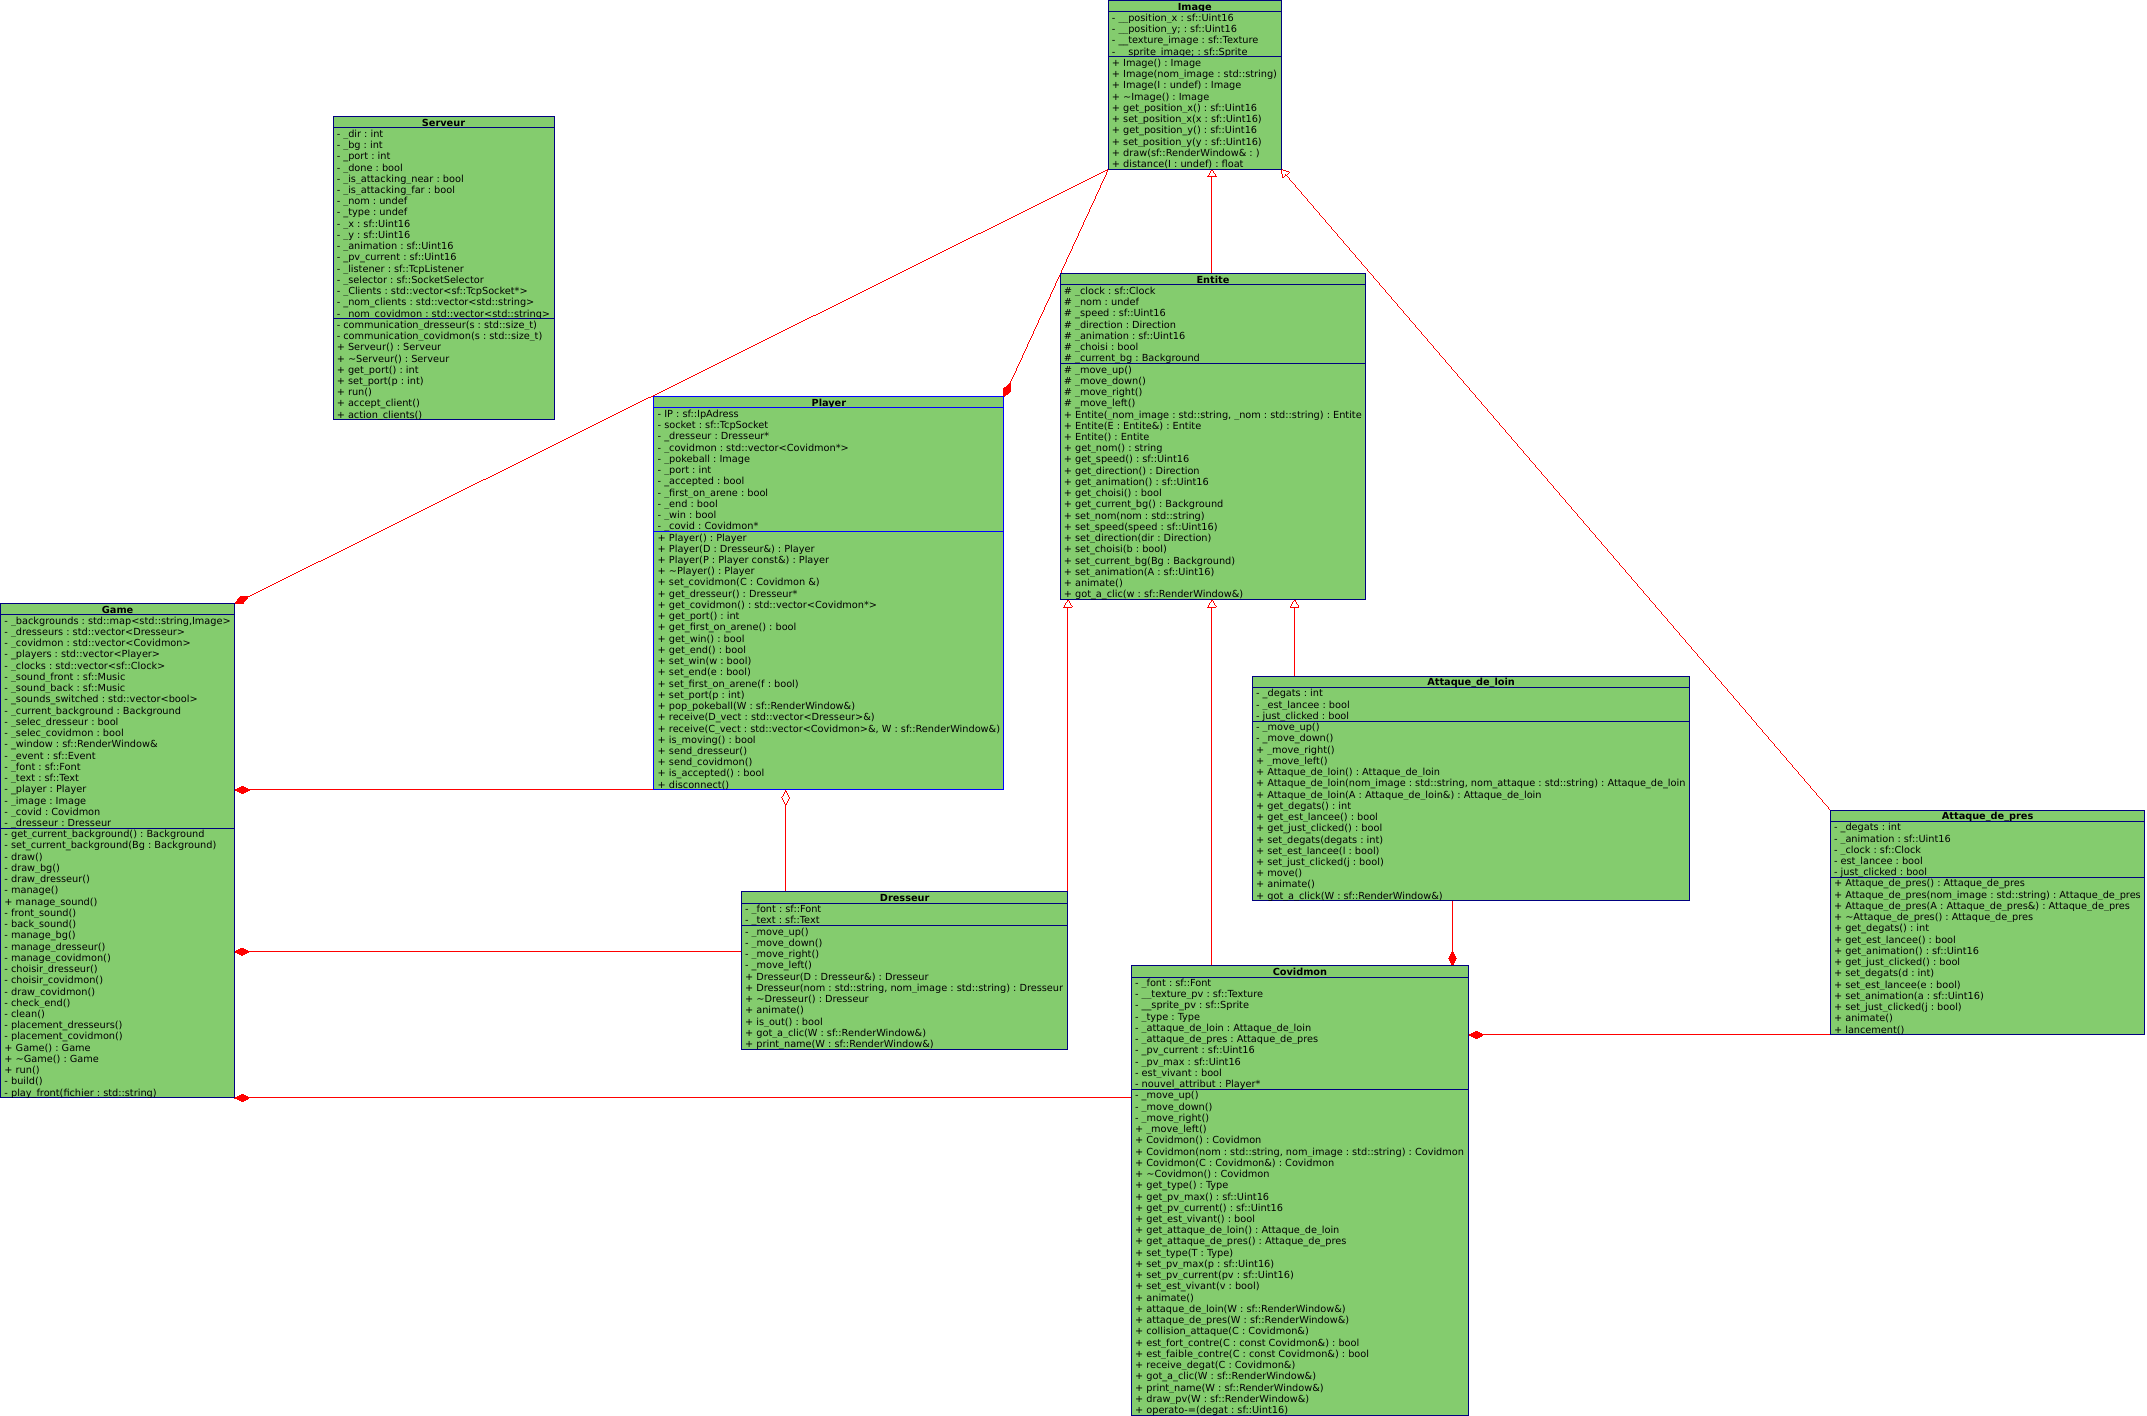 Image
- __position_x : sf::Uint16
- __position_y; : sf::Uint16
- __texture_image : sf::Texture
- __sprite_image; : sf::Sprite
+ Image() : Image
+ Image(nom_image : std::string)
+ Image(I : undef) : Image
+ ~Image() : Image
+ get_position_x() : sf::Uint16
+ set_position_x(x : sf::Uint16)
+ get_position_y() : sf::Uint16
+ set_position_y(y : sf::Uint16)
+ draw(sf::RenderWindow& : )
+ distance(I : undef) : float
Serveur
- _dir : int
- _bg : int
- _port : int
- _done : bool
- _is_attacking_near : bool
- _is_attacking_far : bool
- _nom : undef
- _type : undef
- _x : sf::Uint16
- _y : sf::Uint16
- _animation : sf::Uint16
- _pv_current : sf::Uint16
- _listener : sf::TcpListener
- _selector : sf::SocketSelector
- _Clients : std::vector<sf::TcpSocket*>
- _nom_clients : std::vector<std::string>
- _nom_covidmon : std::vector<std::string>
- communication_dresseur(s : std::size_t)
- communication_covidmon(s : std::size_t)
+ Serveur() : Serveur
+ ~Serveur() : Serveur
+ get_port() : int
+ set_port(p : int)
+ run()
+ accept_client()
+ action_clients()
Entite
# _clock : sf::Clock
# _nom : undef
# _speed : sf::Uint16
# _direction : Direction
# _animation : sf::Uint16
# _choisi : bool
# _current_bg : Background
# _move_up()
# _move_down()
# _move_right()
# _move_left()
+ Entite(_nom_image : std::string, _nom : std::string) : Entite
+ Entite(E : Entite&) : Entite
+ Entite() : Entite
+ get_nom() : string
+ get_speed() : sf::Uint16
+ get_direction() : Direction
+ get_animation() : sf::Uint16
+ get_choisi() : bool
+ get_current_bg() : Background
+ set_nom(nom : std::string)
+ set_speed(speed : sf::Uint16)
+ set_direction(dir : Direction)
+ set_choisi(b : bool)
+ set_current_bg(Bg : Background)
+ set_animation(A : sf::Uint16)
+ animate()
+ got_a_clic(w : sf::RenderWindow&)
Player
- IP : sf::IpAdress
- socket : sf::TcpSocket
- _dresseur : Dresseur*
- _covidmon : std::vector<Covidmon*>
- _pokeball : Image
- _port : int
- _accepted : bool
- _first_on_arene : bool
- _end : bool
- _win : bool
- _covid : Covidmon*
+ Player() : Player
+ Player(D : Dresseur&) : Player
+ Player(P : Player const&) : Player
+ ~Player() : Player
+ set_covidmon(C : Covidmon &)
+ get_dresseur() : Dresseur*
+ get_covidmon() : std::vector<Covidmon*>
+ get_port() : int
+ get_first_on_arene() : bool
+ get_win() : bool
+ get_end() : bool
+ set_win(w : bool)
+ set_end(e : bool)
+ set_first_on_arene(f : bool)
+ set_port(p : int)
+ pop_pokeball(W : sf::RenderWindow&)
+ receive(D_vect : std::vector<Dresseur>&)
+ receive(C_vect : std::vector<Covidmon>&, W : sf::RenderWindow&)
+ is_moving() : bool
+ send_dresseur()
+ send_covidmon()
+ is_accepted() : bool
+ disconnect()
Game
- _backgrounds : std::map<std::string,Image>
- _dresseurs : std::vector<Dresseur>
- _covidmon : std::vector<Covidmon>
- _players : std::vector<Player>
- _clocks : std::vector<sf::Clock>
- _sound_front : sf::Music
- _sound_back : sf::Music
- _sounds_switched : std::vector<bool>
- _current_background : Background
- _selec_dresseur : bool
- _selec_covidmon : bool
- _window : sf::RenderWindow&
- _event : sf::Event
- _font : sf::Font
- _text : sf::Text
- _player : Player
- _image : Image
- _covid : Covidmon
- _dresseur : Dresseur
- get_current_background() : Background
- set_current_background(Bg : Background)
- draw()
- draw_bg()
- draw_dresseur()
- manage()
+ manage_sound()
- front_sound()
- back_sound()
- manage_bg()
- manage_dresseur()
- manage_covidmon()
- choisir_dresseur()
- choisir_covidmon()
- draw_covidmon()
- check_end()
- clean()
- placement_dresseurs()
- placement_covidmon()
+ Game() : Game
+ ~Game() : Game
+ run()
- build()
- play_front(fichier : std::string)
Attaque_de_loin
- _degats : int
- _est_lancee : bool
- just_clicked : bool
- _move_up()
- _move_down()
+ _move_right()
+ _move_left()
+ Attaque_de_loin() : Attaque_de_loin
+ Attaque_de_loin(nom_image : std::string, nom_attaque : std::string) : Attaque_de_loin
+ Attaque_de_loin(A : Attaque_de_loin&) : Attaque_de_loin
+ get_degats() : int
+ get_est_lancee() : bool
+ get_just_clicked() : bool
+ set_degats(degats : int)
+ set_est_lancee(l : bool)
+ set_just_clicked(j : bool)
+ move()
+ animate()
+ got_a_click(W : sf::RenderWindow&)
Attaque_de_pres
- _degats : int
- _animation : sf::Uint16
- _clock : sf::Clock
- est_lancee : bool
- just_clicked : bool
+ Attaque_de_pres() : Attaque_de_pres
+ Attaque_de_pres(nom_image : std::string) : Attaque_de_pres
+ Attaque_de_pres(A : Attaque_de_pres&) : Attaque_de_pres
+ ~Attaque_de_pres() : Attaque_de_pres
+ get_degats() : int
+ get_est_lancee() : bool
+ get_animation() : sf::Uint16
+ get_just_clicked() : bool
+ set_degats(d : int)
+ set_est_lancee(e : bool)
+ set_animation(a : sf::Uint16)
+ set_just_clicked(j : bool)
+ animate()
+ lancement()
Dresseur
- _font : sf::Font
- _text : sf::Text
- _move_up()
- _move_down()
- _move_right()
- _move_left()
+ Dresseur(D : Dresseur&) : Dresseur
+ Dresseur(nom : std::string, nom_image : std::string) : Dresseur
+ ~Dresseur() : Dresseur
+ animate()
+ is_out() : bool
+ got_a_clic(W : sf::RenderWindow&)
+ print_name(W : sf::RenderWindow&)
Covidmon
- _font : sf::Font
- __texture_pv : sf::Texture
- __sprite_pv : sf::Sprite
- _type : Type
- _attaque_de_loin : Attaque_de_loin
- _attaque_de_pres : Attaque_de_pres
- _pv_current : sf::Uint16
- _pv_max : sf::Uint16
- est_vivant : bool
- nouvel_attribut : Player*
- _move_up()
- _move_down()
- _move_right()
+ _move_left()
+ Covidmon() : Covidmon
+ Covidmon(nom : std::string, nom_image : std::string) : Covidmon
+ Covidmon(C : Covidmon&) : Covidmon
+ ~Covidmon() : Covidmon
+ get_type() : Type
+ get_pv_max() : sf::Uint16
+ get_pv_current() : sf::Uint16
+ get_est_vivant() : bool
+ get_attaque_de_loin() : Attaque_de_loin
+ get_attaque_de_pres() : Attaque_de_pres
+ set_type(T : Type)
+ set_pv_max(p : sf::Uint16)
+ set_pv_current(pv : sf::Uint16)
+ set_est_vivant(v : bool)
+ animate()
+ attaque_de_loin(W : sf::RenderWindow&)
+ attaque_de_pres(W : sf::RenderWindow&)
+ collision_attaque(C : Covidmon&)
+ est_fort_contre(C : const Covidmon&) : bool
+ est_faible_contre(C : const Covidmon&) : bool
+ receive_degat(C : Covidmon&)
+ got_a_clic(W : sf::RenderWindow&)
+ print_name(W : sf::RenderWindow&)
+ draw_pv(W : sf::RenderWindow&)
+ operato-=(degat : sf::Uint16)